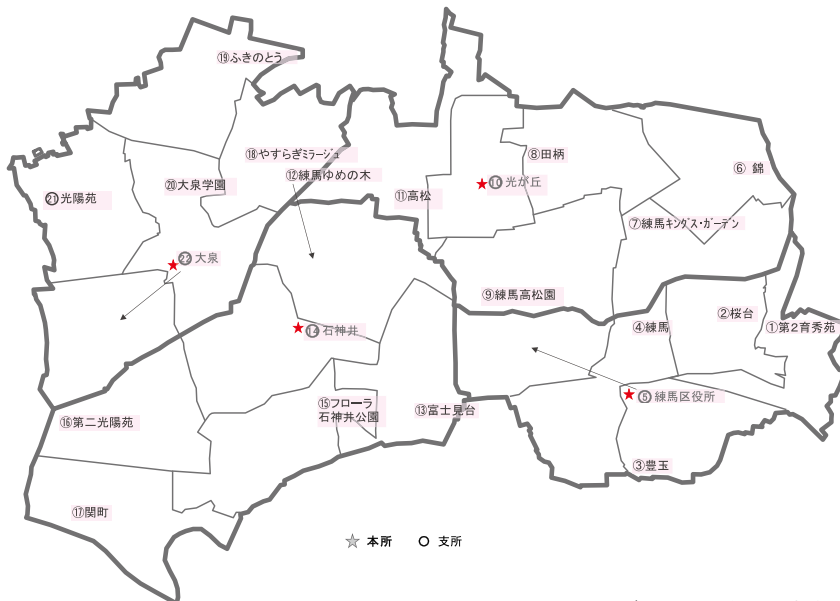 ⑲ふきのとう
⑱やすらぎミラージュ
⑧田柄
⑥ 錦
⑫練馬ゆめの木
⑳大泉学園
⑩ 光が丘
㉑光陽苑
⑪高松
⑦練馬キングス・ガーデン
㉒ 大泉
⑨練馬高松園
②桜台
④練馬
①第2育秀苑
⑭ 石神井
⑤ 練馬区役所
⑮フローラ
石神井公園
⑬富士見台
⑯第二光陽苑
③豊玉
⑰関町
☆ 本所 ○ 支所